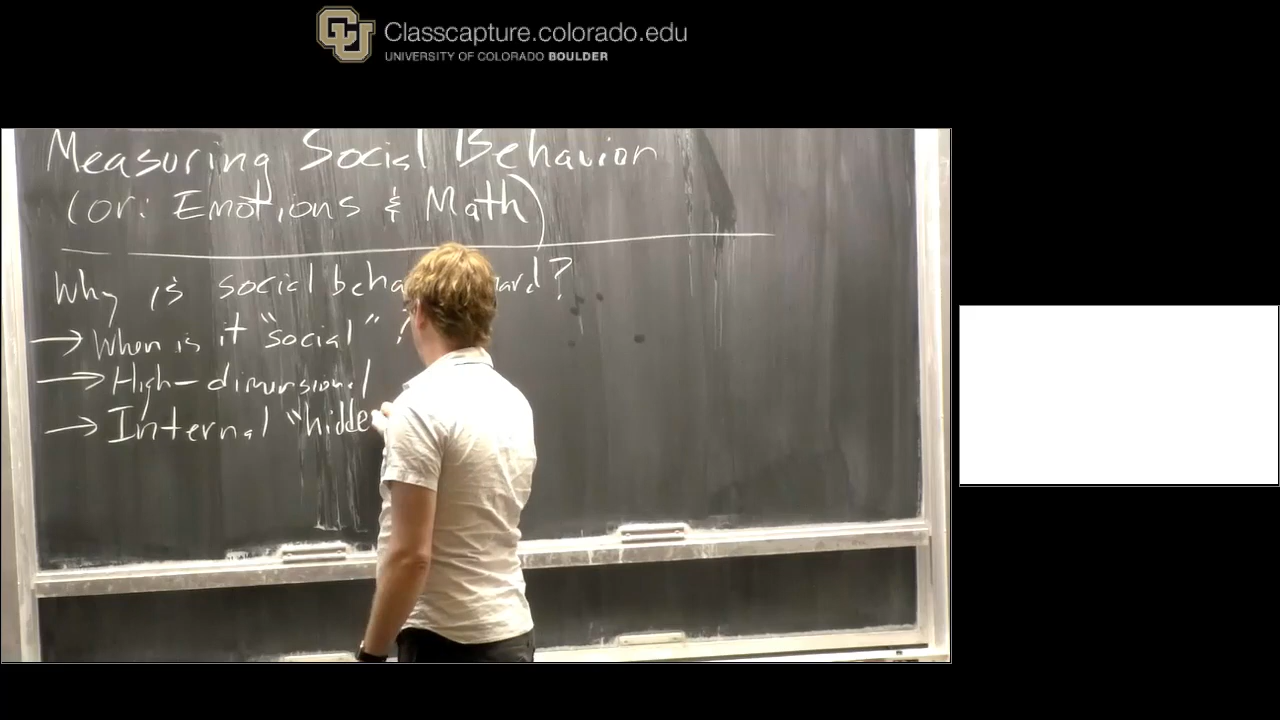 Classcapture.colorado.edu
UNIVERSITY OF COLORADO BOULDER
Measuring Social Behavior
(or: Emotions & Math)
Why is social beha ard?
→ When is it "social" ?
→ High-dimensional
→ Internal "hidde